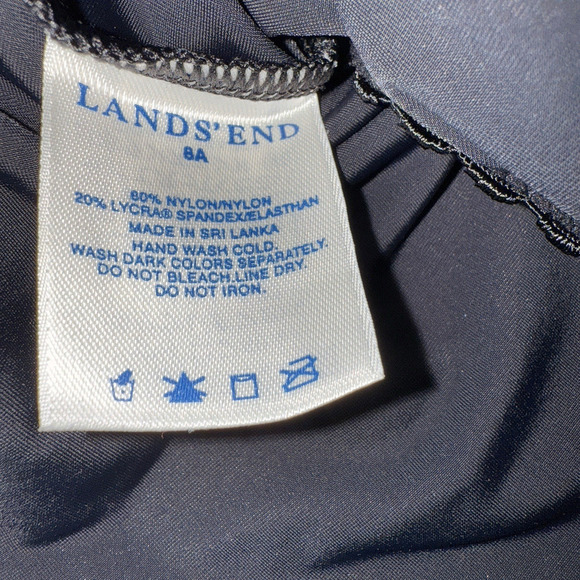 LANDS' END
8A
80% NYLON/NYLON
20% LYCRA® SPANDEX/ELASTHAN
MADE IN SRI LANKA
HAND WASH COLD.
WASH DARK COLORS SEPARATELY.
DO NOT BLEACH.LINE DRY.
DO NOT IRON.